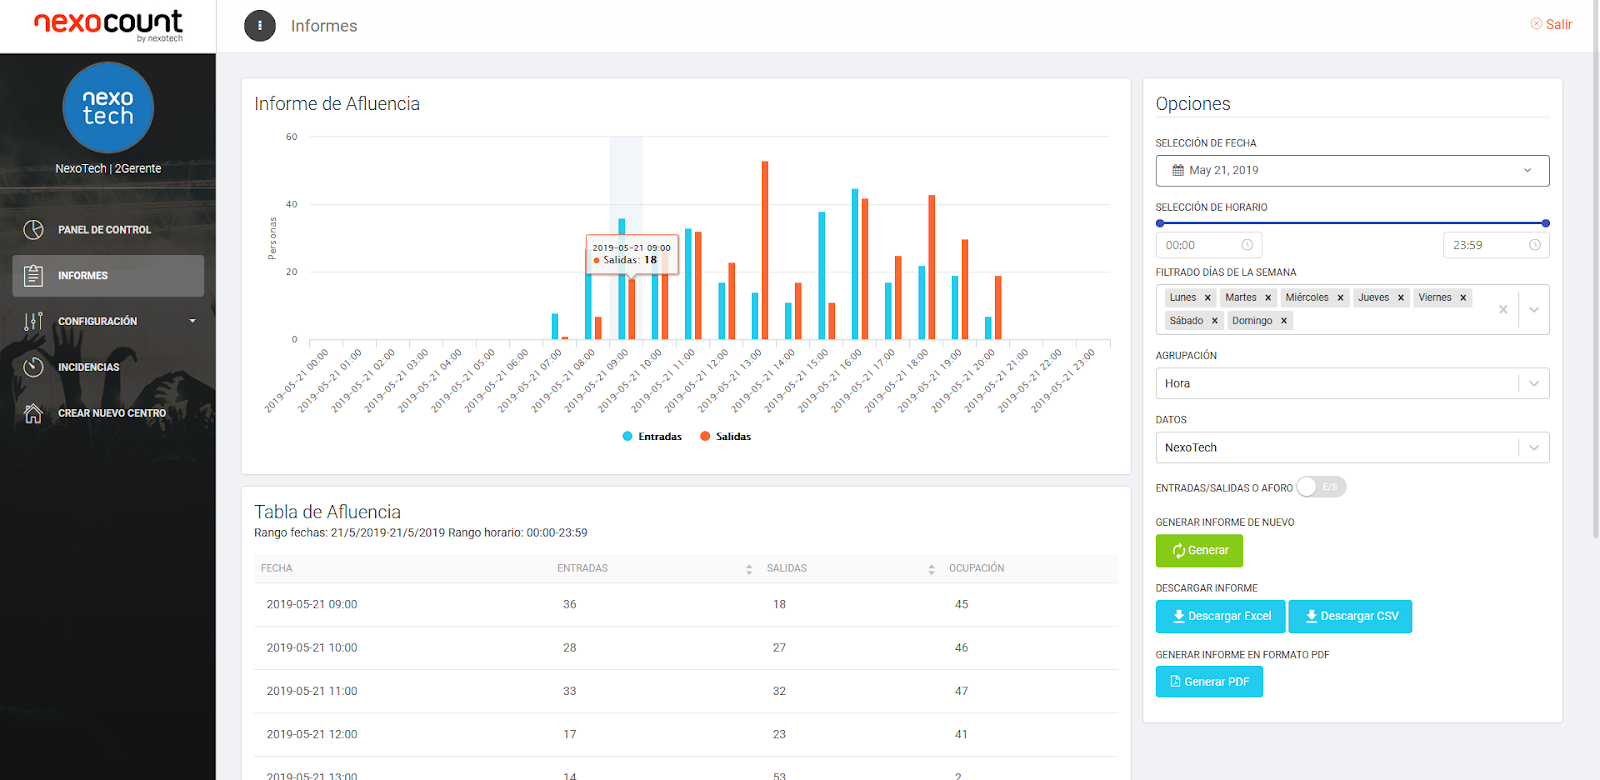 nexocount
by nexotech
nexo
tech
NexoTech | 2Gerente
PANEL DE CONTROL
INFORMES
CONFIGURACIÓN
INCIDENCIAS
CREAR NUEVO CENTRO
Informes
Salir
Informe de Afluencia
Personas
60
40
20
0
2019-05-21 09:00
Salidas: 18
2019-05-21 00:00
2019-05-21 01:00
2019-05-21 02:00
2019-05-21 03:00
2019-05-21 04:00
2019-05-21 05:00
2019-05-21 06:00
2019-05-21 07:00
2019-05-21 08:00
2019-05-21 09:00
2019-05-21 10:00
2019-05-21 11:00
2019-05-21 12:00
2019-05-21 13:00
2019-05-21 14:00
2019-05-21 15:00
2019-05-21 16:00
2019-05-21 17:00
2019-05-21 18:00
2019-05-21 19:00
2019-05-21 20:00
2019-05-21 21:00
2019-05-21 22:00
2019-05-21 23:00
Entradas Salidas
Tabla de Afluencia
Rango fechas: 21/5/2019-21/5/2019 Rango horario: 00:00-23:59
FECHA ENTRADAS SALIDAS OCUPACIÓN
2019-05-21 09:00 36 18 45
2019-05-21 10:00 28 27 46
2019-05-21 11:00 33 32 47
2019-05-21 12:00 17 23 41
2019-05-21 13:00 14 53 2
Opciones
SELECCIÓN DE FECHA
May 21, 2019
SELECCIÓN DE HORARIO
00:00 23:59
FILTRADO DÍAS DE LA SEMANA
Lunes x Martes x Miércoles x Jueves x Viernes x
Sábado x Domingo x
AGRUPACIÓN
Hora
DATOS
NexoTech
ENTRADAS/SALIDAS O AFORO E/S
GENERAR INFORME DE NUEVO
Generar
DESCARGAR INFORME
Descargar Excel Descargar CSV
GENERAR INFORME EN FORMATO PDF
Generar PDF